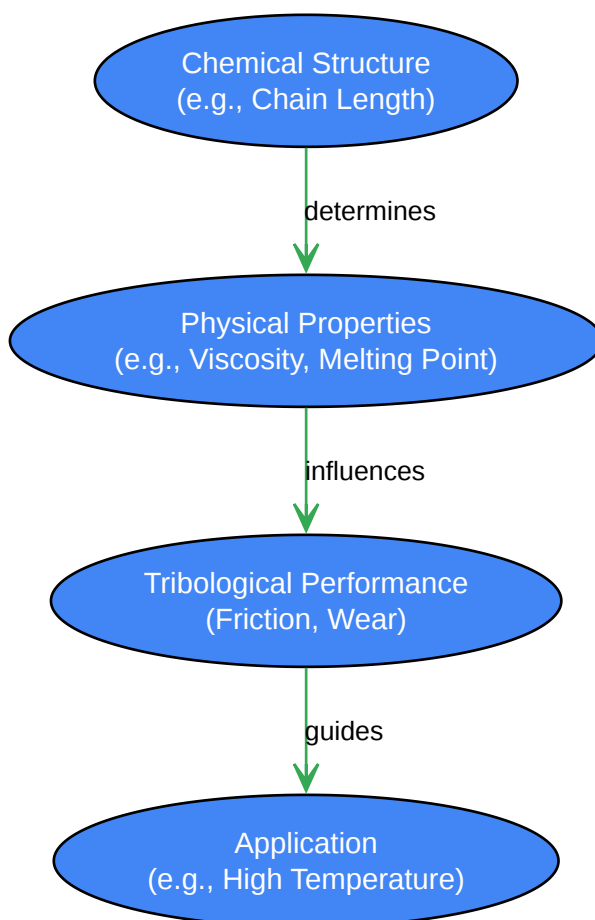 Chemical Structure
(e.g., Chain Length)
determines
Physical Properties
(e.g., Viscosity, Melting Point)
influences
Tribological Performance
(Friction, Wear)
guides
Application
(e.g., High Temperature)